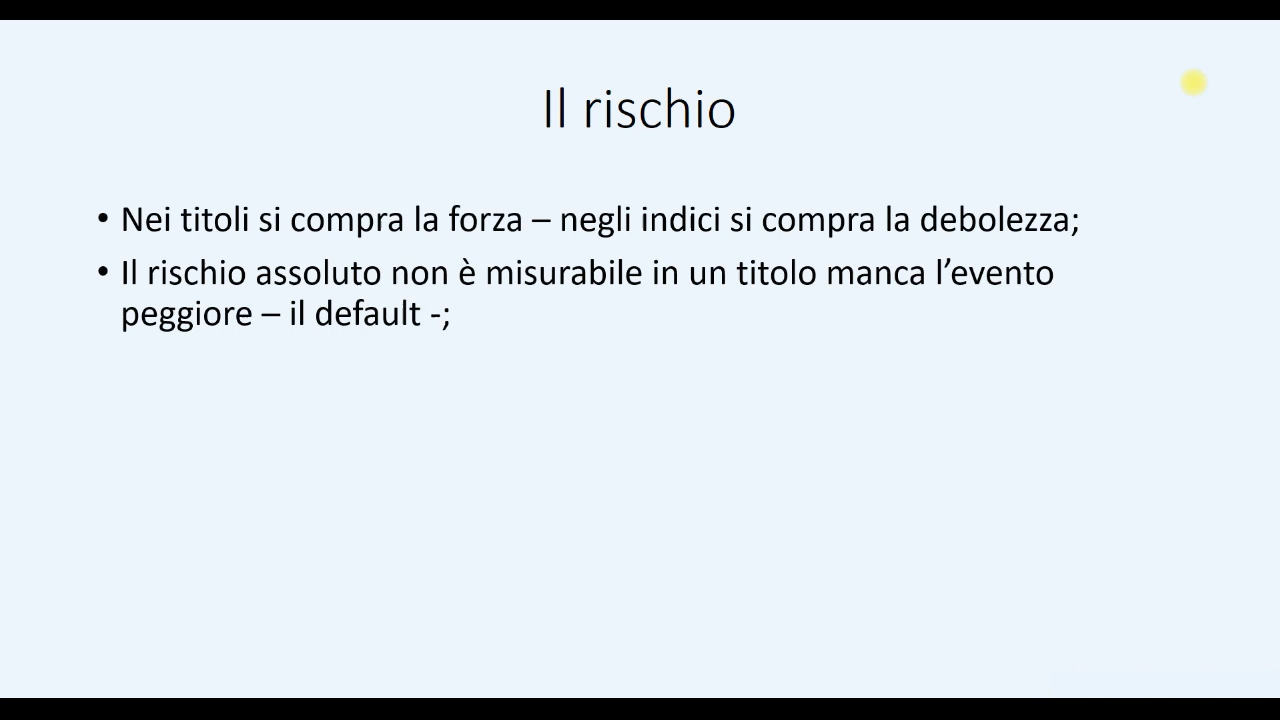 Il rischio
• Nei titoli si compra la forza – negli indici si compra la debolezza;
• Il rischio assoluto non è misurabile in un titolo manca l’evento
peggiore – il default -;